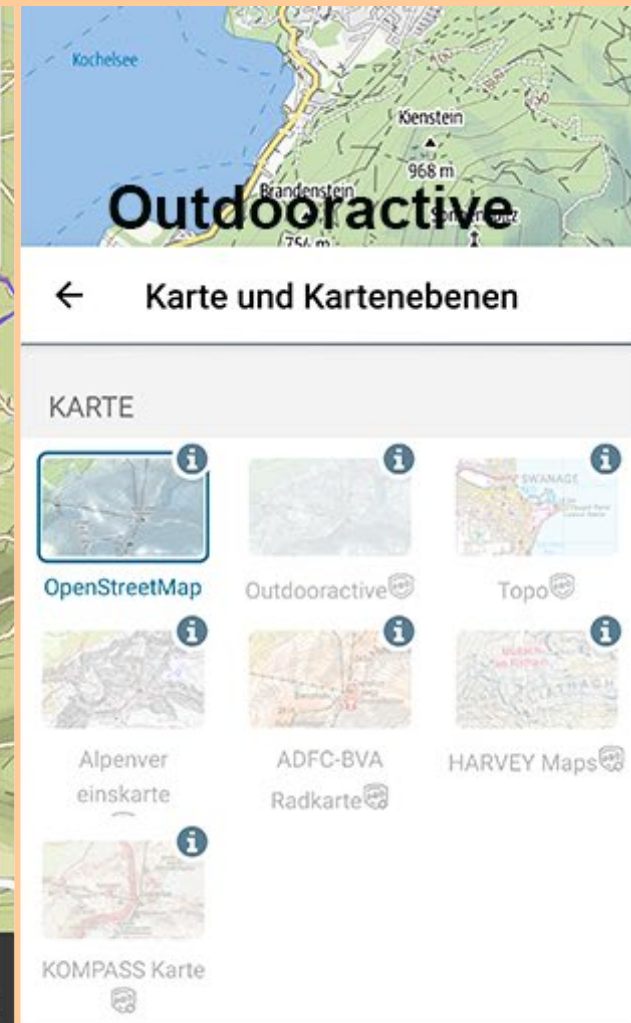 Kochelsee
Kienstein
968 m
Brandenstein
Outdooractive
754 m
Karte und Kartenebenen
KARTE
SWANAGE
OpenStreetMap
Outdooractive
Topo
Alpenver
einskarte
ADFC-BVA
Radkarte
HARVEY Maps
KOMPASS Karte